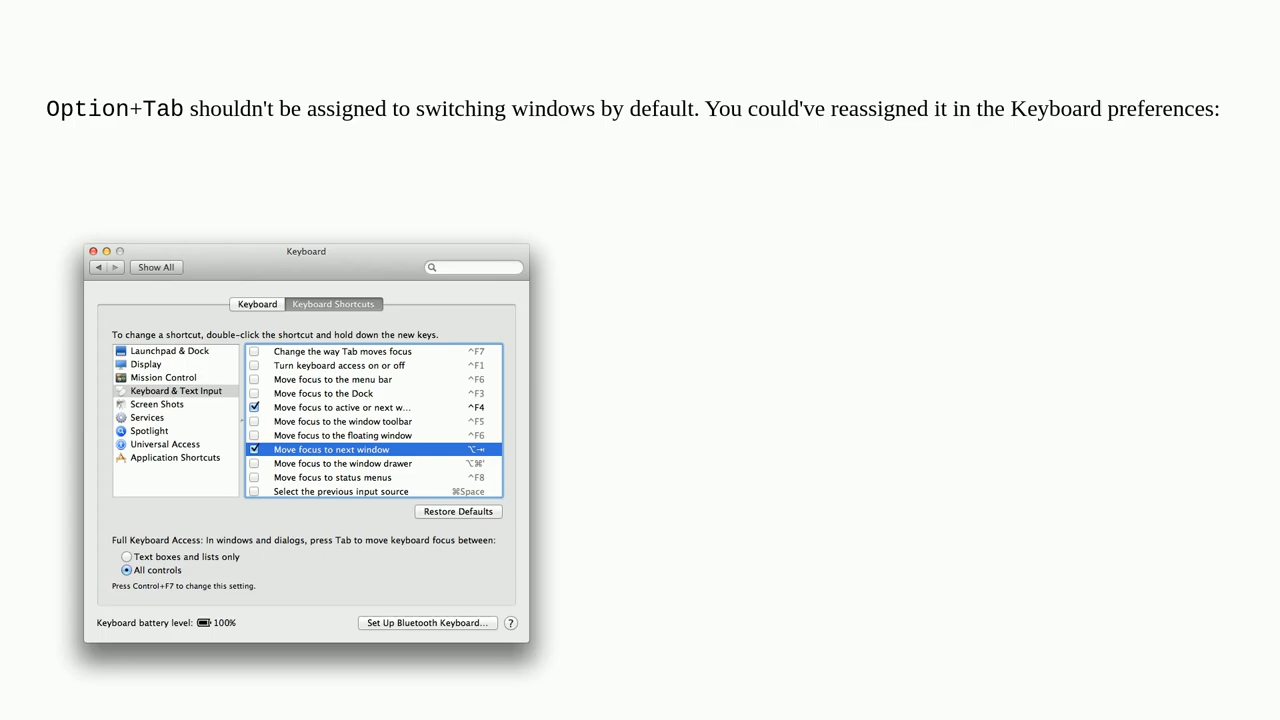 Option+Tab shouldn't be assigned to switching windows by default. You could've reassigned it in the Keyboard preferences:
Keyboard
Show All
Keyboard Keyboard Shortcuts
To change a shortcut, double-click the shortcut and hold down the new keys.
Launchpad & Dock
Display
Mission Control
Keyboard & Text Input
Screen Shots
Services
Spotlight
Universal Access
Application Shortcuts
Change the way Tab moves focus ^F7
Turn keyboard access on or off ^F1
Move focus to the menu bar ^F6
Move focus to the Dock ^F3
Move focus to active or next w... ^F4
Move focus to the window toolbar ^F5
Move focus to the floating window ^F6
Move focus to next window ⌥⇥
Move focus to the window drawer ⌥⌘'
Move focus to status menus ^F8
Select the previous input source ⌘Space
Restore Defaults
Full Keyboard Access: In windows and dialogs, press Tab to move keyboard focus between:
Text boxes and lists only
All controls
Press Control+F7 to change this setting.
Keyboard battery level: 100% Set Up Bluetooth Keyboard... ?